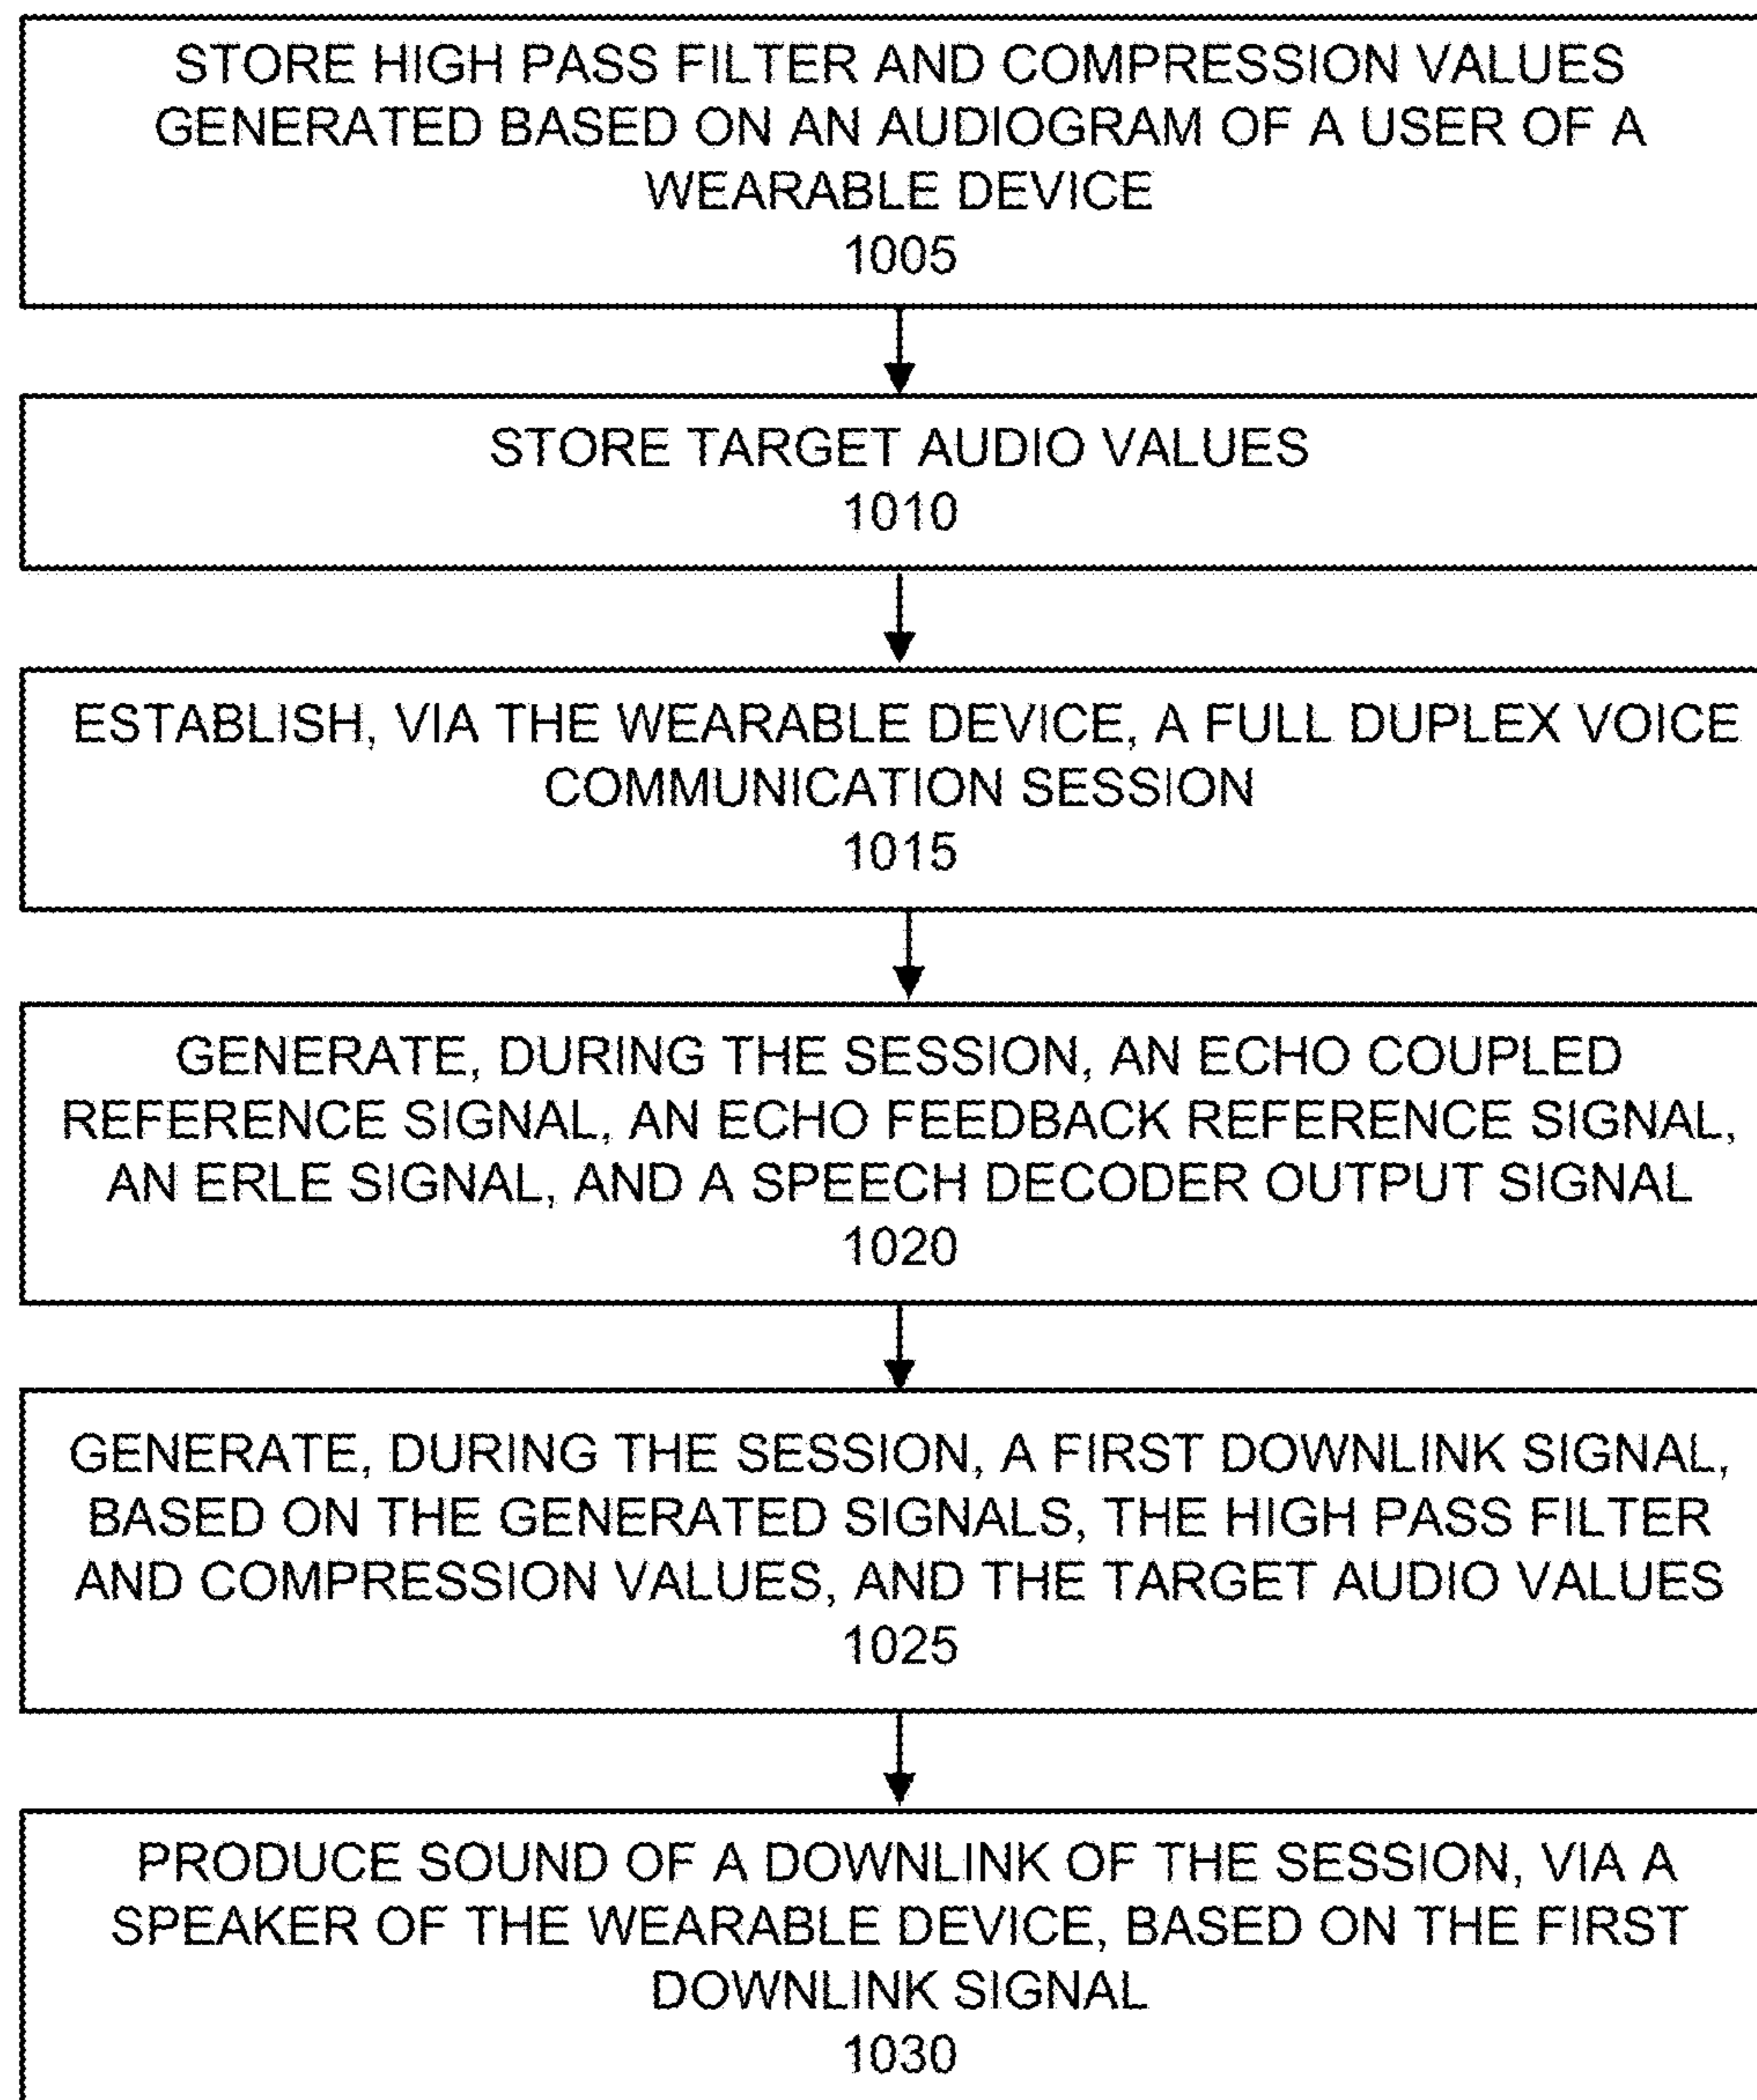 STORE HIGH PASS FILTER AND COMPRESSION VALUES
GENERATED BASED ON AN AUDIOGRAM OF A USER OF A
WEARABLE DEVICE
1005
STORE TARGET AUDIO VALUES
1010
ESTABLISH, VIA THE WEARABLE DEVICE, A FULL DUPLEX VOICE
COMMUNICATION SESSION
1015
GENERATE, DURING THE SESSION, AN ECHO COUPLED
REFERENCE SIGNAL, AN ECHO FEEDBACK REFERENCE SIGNAL,
AN ERLE SIGNAL, AND A SPEECH DECODER OUTPUT SIGNAL
1020
GENERATE, DURING THE SESSION, A FIRST DOWNLINK SIGNAL,
BASED ON THE GENERATED SIGNALS, THE HIGH PASS FILTER
AND COMPRESSION VALUES, AND THE TARGET AUDIO VALUES
1025
PRODUCE SOUND OF A DOWNLINK OF THE SESSION, VIA A
SPEAKER OF THE WEARABLE DEVICE, BASED ON THE FIRST
DOWNLINK SIGNAL
1030